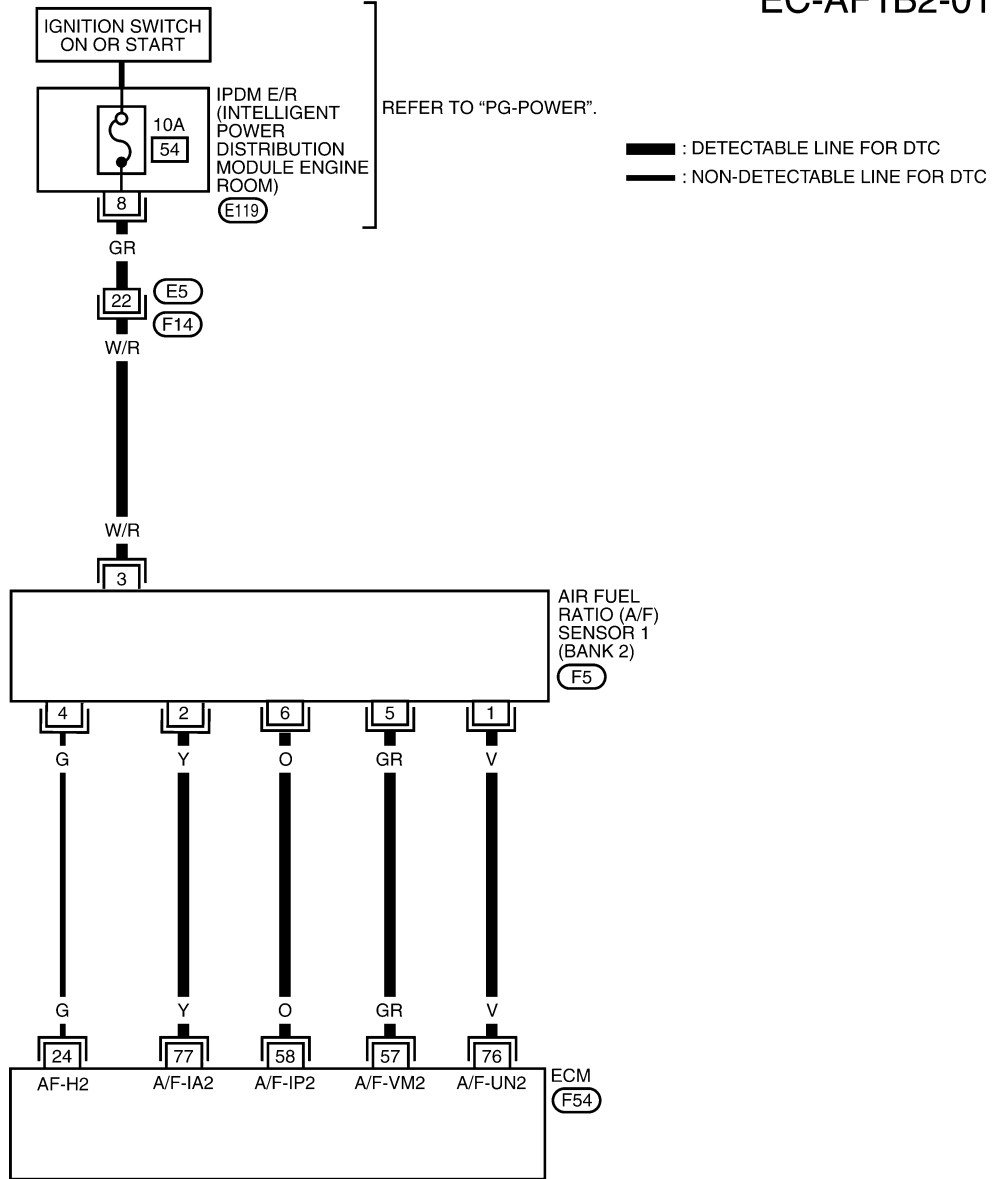 EC-AF1B2-01
IGNITION SWITCH
ON OR START
10A
54
IPDM E/R
(INTELLIGENT
POWER
DISTRIBUTION
MODULE ENGINE
ROOM)
E119
REFER TO “PG-POWER”.
: DETECTABLE LINE FOR DTC
: NON-DETECTABLE LINE FOR DTC
8
GR
22
E5
F14
W/R
W/R
3
AIR FUEL
RATIO (A/F)
SENSOR 1
(BANK 2)
F5
4 2 6 5 1
G Y O GR V
G Y O GR V
24 77 58 57 76
AF-H2 A/F-IA2 A/F-IP2 A/F-VM2 A/F-UN2
ECM
F54